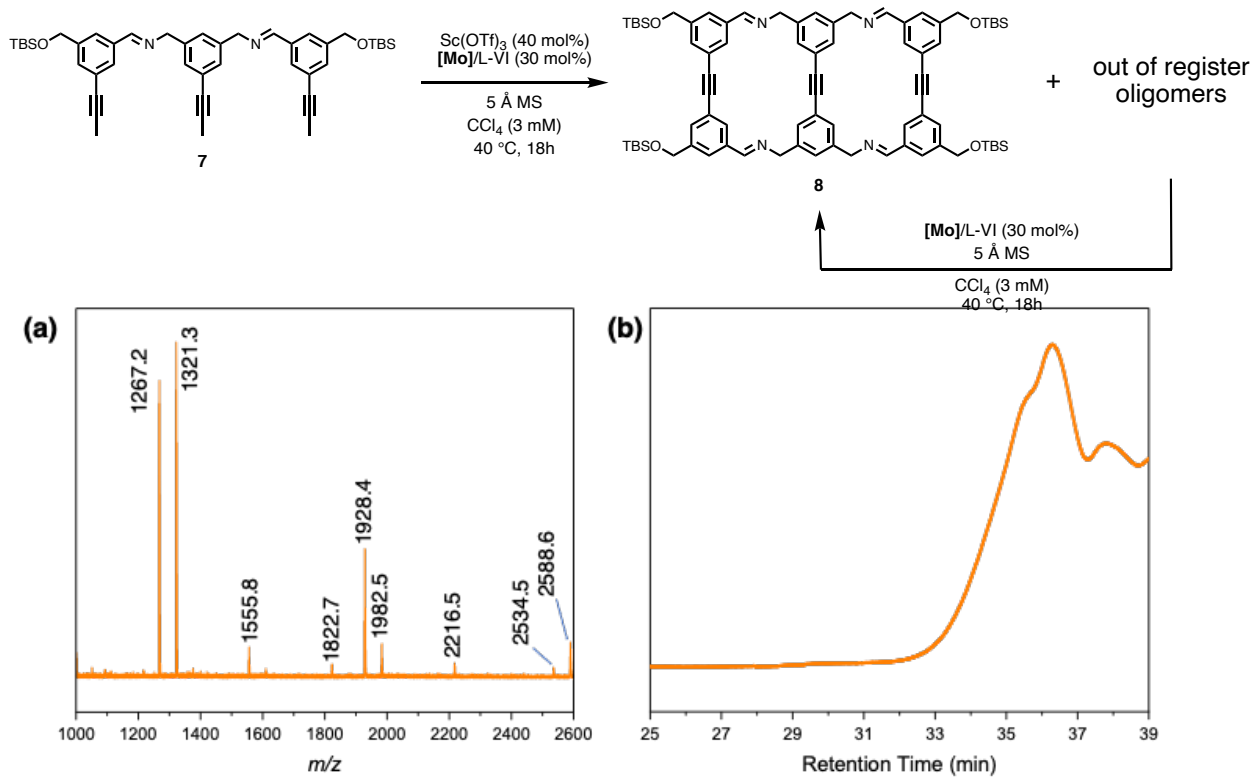 TBSO
N
N
OTBS
7
Sc(OTf)3 (40 mol%)
[Mo]/L-VI (30 mol%)
5 Å MS
CCl4 (3 mM)
40 °C, 18h
TBSO
N
N
OTBS
TBSO
N
N
OTBS
8
+
out of register
oligomers
[Mo]/L-VI (30 mol%)
5 Å MS
CCl4 (3 mM)
40 °C, 18h
(a)
1267.2
1321.3
1555.8
1822.7
1928.4
1982.5
2216.5
2534.5
2588.6
1000 1200 1400 1600 1800 2000 2200 2400 2600
m/z
(b)
25 27 29 31 33 35 37 39
Retention Time (min)